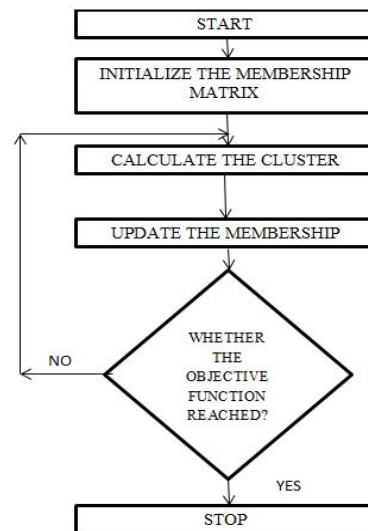 START
INITIALIZE THE MEMBERSHIP
MATRIX
CALCULATE THE CLUSTER
UPDATE THE MEMBERSHIP
WHETHER
THE
OBJECTIVE
FUNCTION
REACHED?
NO
YES
STOP